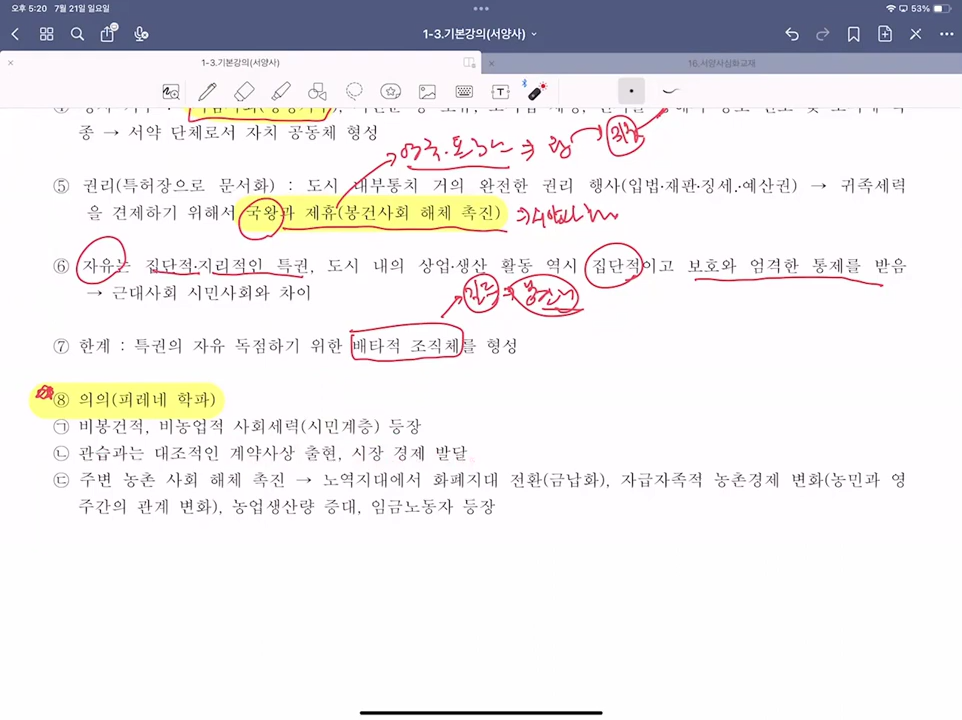 오후 5:20 7월 21일 일요일
53%
1-3.기본강의(서양사)
1-3.기본강의(서양사)
16.서양사심화교재
종 → 서약 단체로서 자치 공동체 형성
⑤ 권리(특허장으로 문서화) : 도시 내부통치 거의 완전한 권리 행사(입법·재판·징세·예산권) → 귀족세력
을 견제하기 위해서 국왕과 제휴(봉건사회 해체 촉진)
⑥ 자유는 집단적·지리적인 특권, 도시 내의 상업·생산 활동 역시 집단적이고 보호와 엄격한 통제를 받음
→ 근대사회 시민사회와 차이
⑦ 한계 : 특권의 자유 독점하기 위한 배타적 조직체를 형성
⑧ 의의(피레네 학파)
㉠ 비봉건적, 비농업적 사회세력(시민계층) 등장
㉡ 관습과는 대조적인 계약사상 출현, 시장 경제 발달
㉢ 주변 농촌 사회 해체 촉진 → 노역지대에서 화폐지대 전환(금납화), 자급자족적 농촌경제 변화(농민과 영
주간의 관계 변화), 농업생산량 증대, 임금노동자 등장